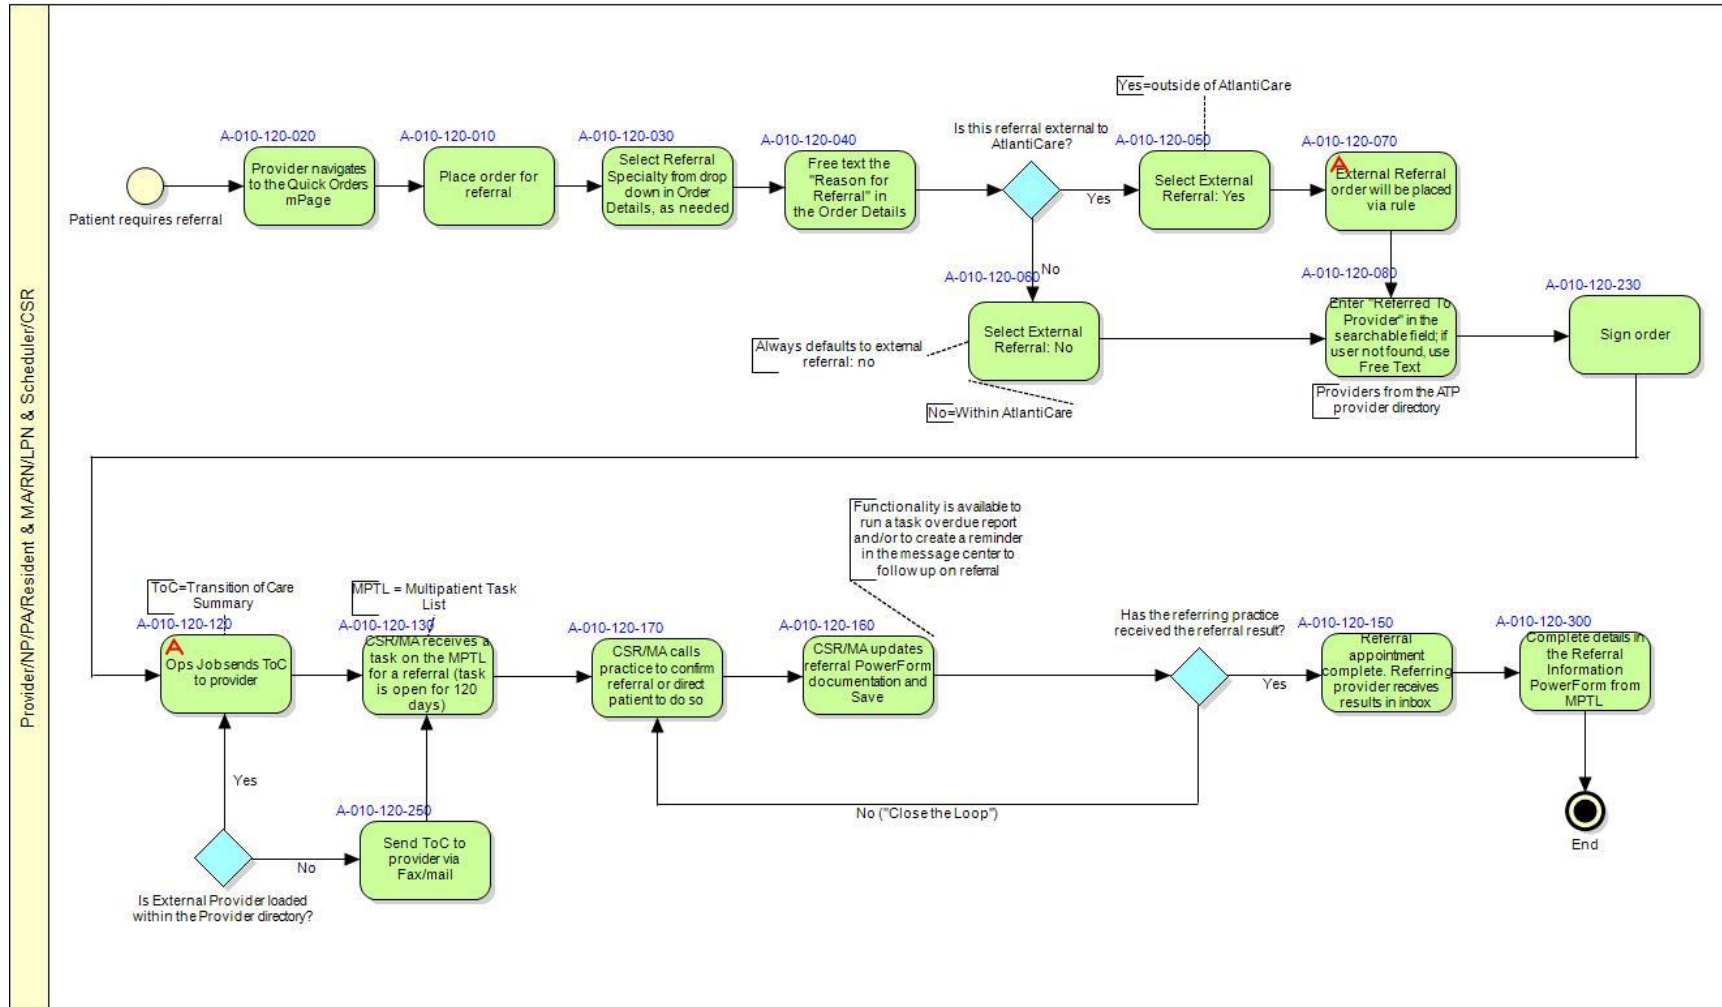 Provider/NP/PA/Resident & MA/RN/LPN & Scheduler/CSR
Patient requires referral
A-010-120-020
Provider navigates
to the Quick Orders
mPage
A-010-120-010
Place order for
referral
A-010-120-030
Select Referral
Specialty from drop
down in Order
Details, as needed
A-010-120-040
Free text the
"Reason for
Referral" in
the Order Details
Is this referral external to
AtlantiCare?
Yes
No
Yes=outside of AtlantiCare
A-010-120-050
Select External
Referral: Yes
A-010-120-070
A
External Referral
order will be placed
via rule
A-010-120-060
Select External
Referral: No
Always defaults to external
referral: no
No=Within AtlantiCare
A-010-120-080
Enter "Referred To
Provider" in the
searchable field; if
user not found, use
Free Text
Providers from the ATP
provider directory
A-010-120-230
Sign order
ToC=Transition of Care
Summary
A-010-120-120
A
Ops Job sends ToC
to provider
Yes
Is External Provider loaded
within the Provider directory?
No
A-010-120-250
Send ToC to
provider via
Fax/mail
MPTL = Multipatient Task
List
A-010-120-130
CSR/MA receives a
task on the MPTL
for a referral (task
is open for 120
days)
A-010-120-170
CSR/MA calls
practice to confirm
referral or direct
patient to do so
Functionality is available to
run a task overdue report
and/or to create a reminder
in the message center to
follow up on referral
A-010-120-160
CSR/MA updates
referral PowerForm
documentation and
Save
Has the referring practice
received the referral result?
Yes
No ("Close the Loop")
A-010-120-150
Referral
appointment
complete. Referring
provider receives
results in inbox
A-010-120-300
Complete details in
the Referral
Information
PowerForm from
MPTL
End